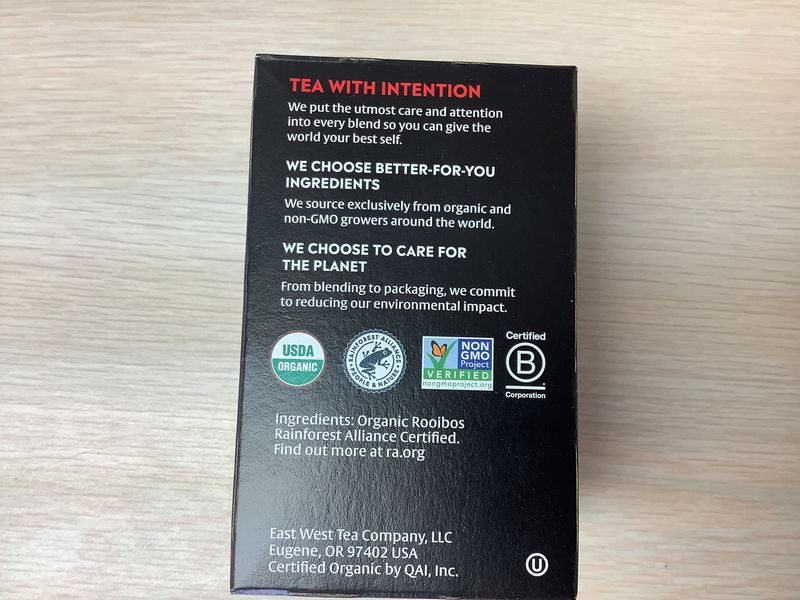 TEA WITH INTENTION
We put the utmost care and attention
into every blend so you can give the
world your best self.
WE CHOOSE BETTER-FOR-YOU
INGREDIENTS
We source exclusively from organic and
non-GMO growers around the world.
WE CHOOSE TO CARE FOR
THE PLANET
From blending to packaging, we commit
to reducing our environmental impact.
USDA
ORGANIC
RAINFOREST ALLIANCE
PEOPLE & NATURE
NON
GMO
Project
VERIFIED
nongmoproject.org
Certified
B
Corporation
Ingredients: Organic Rooibos
Rainforest Alliance Certified.
Find out more at ra.org
East West Tea Company, LLC
Eugene, OR 97402 USA
Certified Organic by QAI, Inc.
U